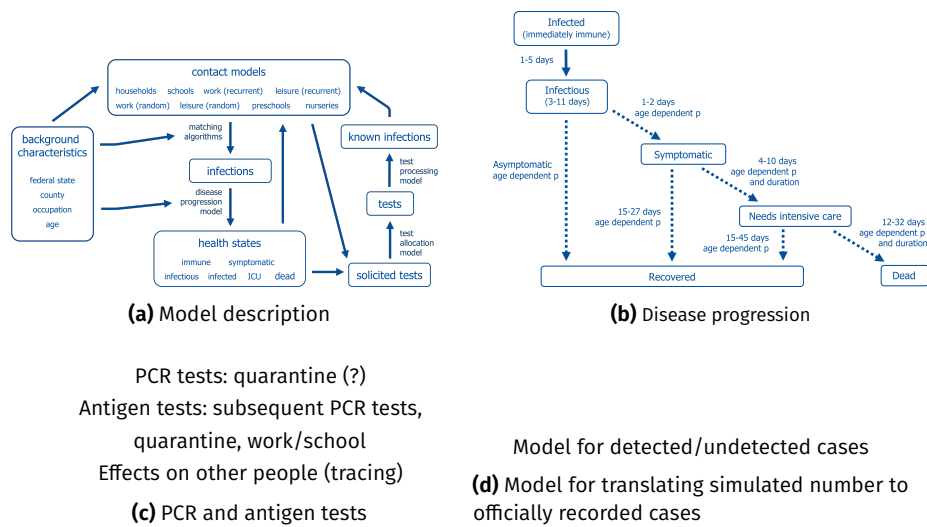 contact models
households schools work (recurrent) leisure (recurrent)
work (random) leisure (random) preschools nurseries
background
characteristics
federal state
county
occupation
age
matching
algorithms
infections
disease
progression
model
health states
immune symptomatic
infectious infected ICU dead
known infections
test
processing
model
tests
test
allocation
model
solicited tests
(a) Model description
Infected
(immediately immune)
1-5 days
Infectious
(3-11 days)
1-2 days
age dependent p
Asymptomatic
age dependent p
Symptomatic
4-10 days
age dependent p
and duration
15-27 days
age dependent p
Needs intensive care
15-45 days
age dependent p
12-32 days
age dependent p
and duration
Recovered
Dead
(b) Disease progression
PCR tests: quarantine (?)
Antigen tests: subsequent PCR tests,
quarantine, work/school
Effects on other people (tracing)
(c) PCR and antigen tests
Model for detected/undetected cases
(d) Model for translating simulated number to
officially recorded cases